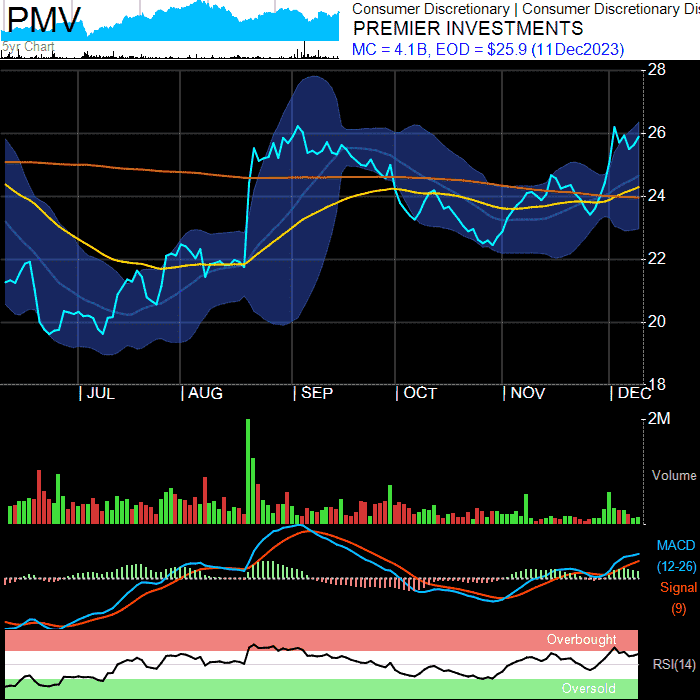 PMV
5yr Chart
Consumer Discretionary | Consumer Discretionary Dis
PREMIER INVESTMENTS
MC = 4.1B, EOD = $25.9 (11Dec2023)
28
26
24
22
20
18
JUL AUG SEP OCT NOV DEC
2M
Volume
MACD
(12-26)
Signal
(9)
Overbought
RSI(14)
Oversold